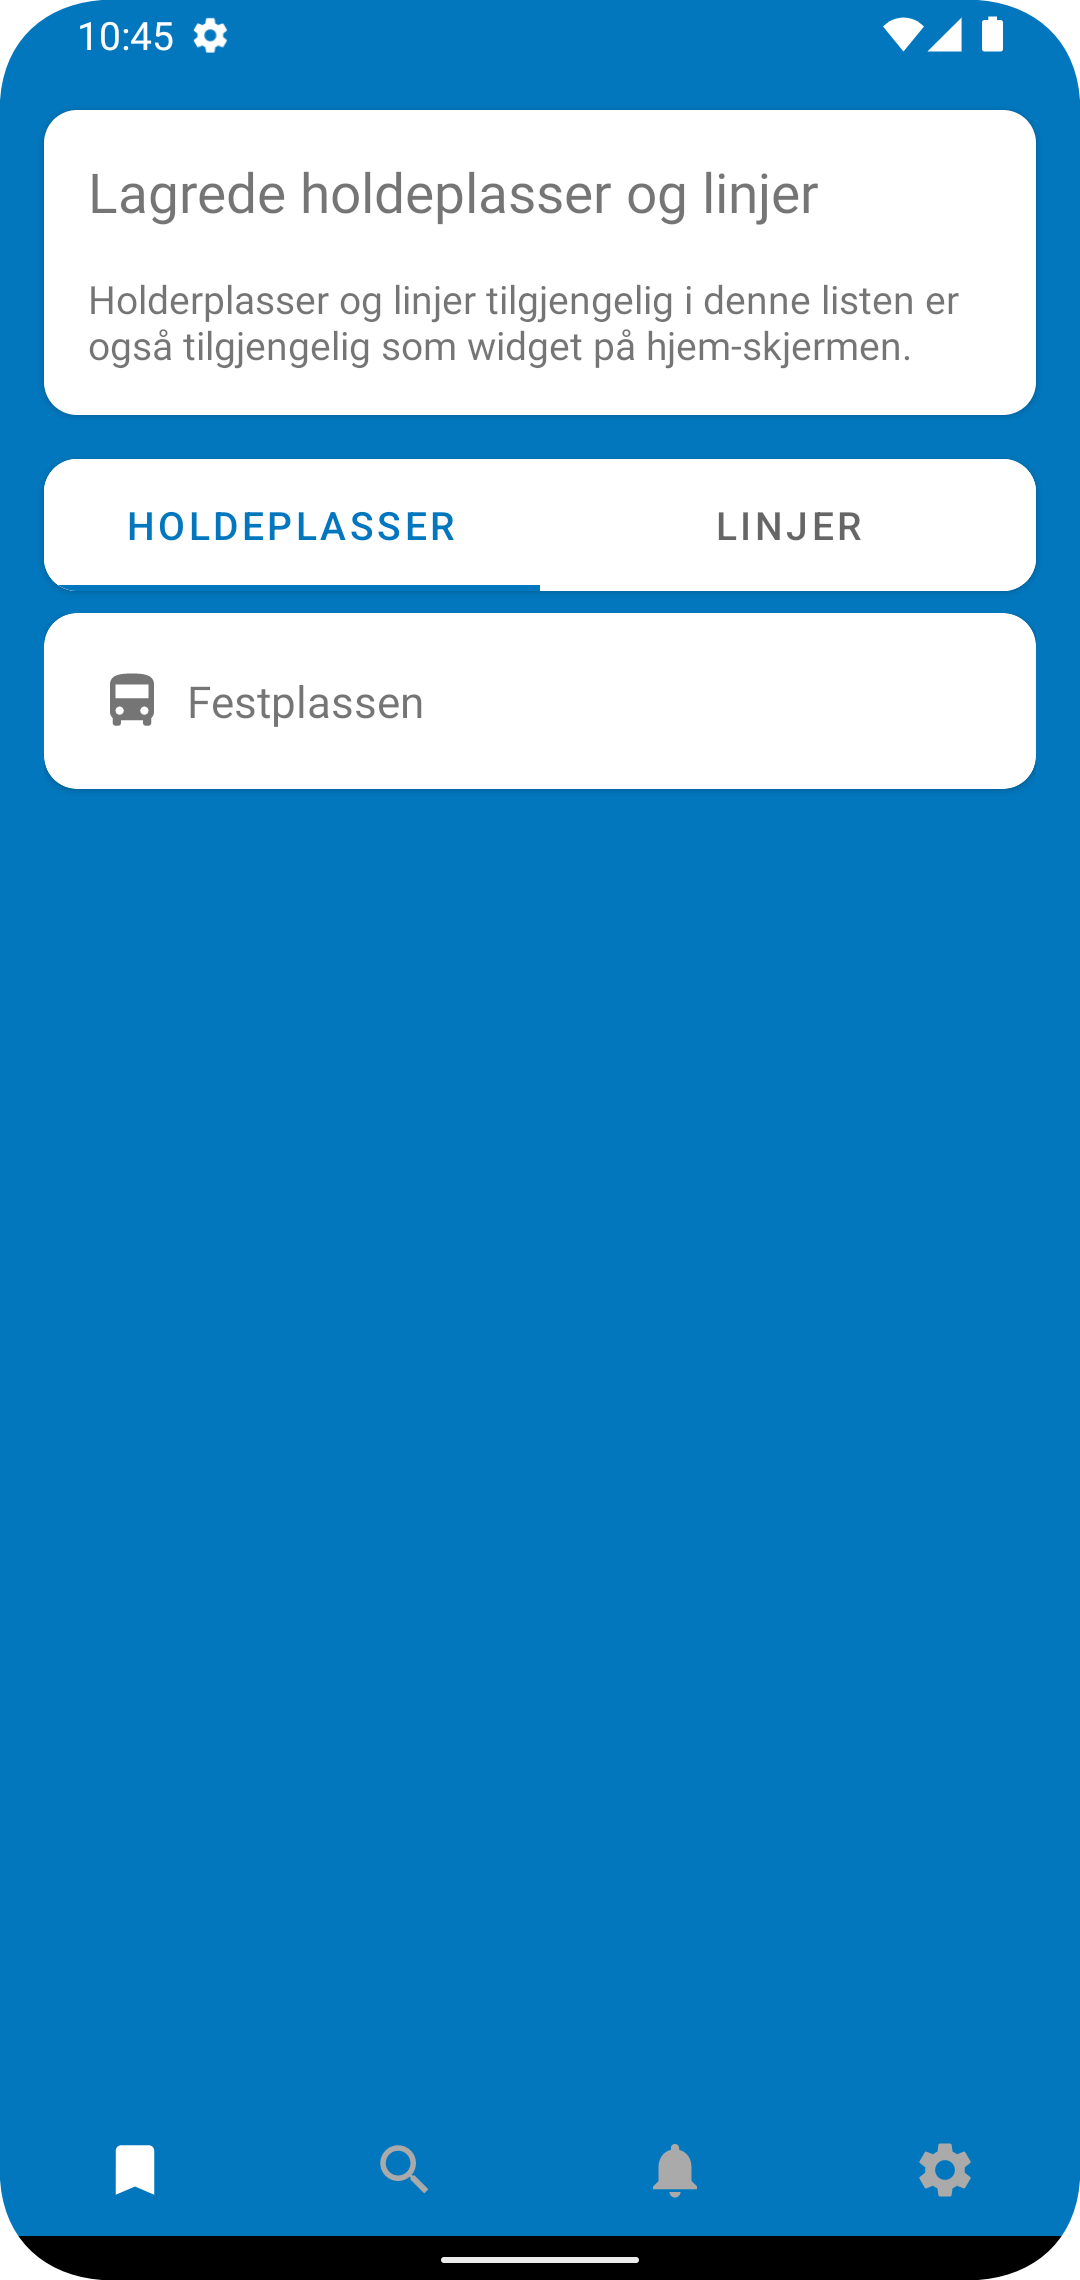 10:45
Lagrede holdeplasser og linjer
Holderplasser og linjer tilgjengelig i denne listen er
også tilgjengelig som widget på hjem-skjermen.
HOLDEPLASSER LINJER
Festplassen